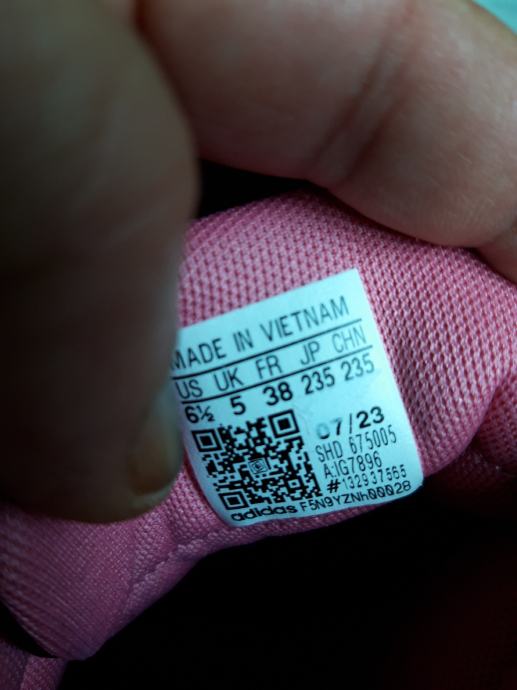 MADE IN VIETNAM
US UK FR JP CHN
6½ 5 38 235 235
07/23
SHD 675005
A:IG7896
#132937565
adidas F5N9YZNh00028